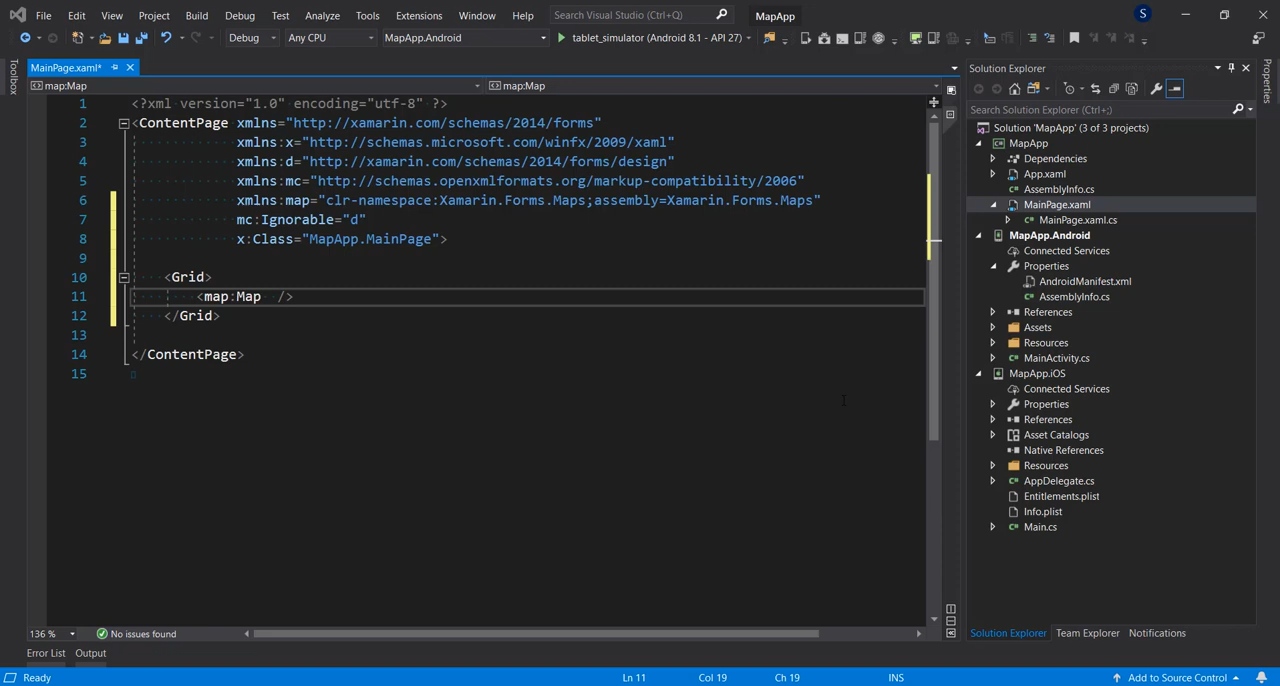 File Edit View Project Build Debug Test Analyze Tools Extensions Window Help Search Visual Studio (Ctrl+Q) MapApp S
Debug Any CPU MapApp.Android tablet_simulator (Android 8.1 - API 27)
Toolbox
MainPage.xaml*
map:Map map:Map
1 <?xml version="1.0" encoding="utf-8" ?>
2 <ContentPage xmlns="http://xamarin.com/schemas/2014/forms"
3 xmlns:x="http://schemas.microsoft.com/winfx/2009/xaml"
4 xmlns:d="http://xamarin.com/schemas/2014/forms/design"
5 xmlns:mc="http://schemas.openxmlformats.org/markup-compatibility/2006"
6 xmlns:map="clr-namespace:Xamarin.Forms.Maps;assembly=Xamarin.Forms.Maps"
7 mc:Ignorable="d"
8 x:Class="MapApp.MainPage">
9
10 <Grid>
11 <map:Map />
12 </Grid>
13
14 </ContentPage>
15
136 % No issues found
Error List Output
Solution Explorer
Search Solution Explorer (Ctrl+;)
Solution 'MapApp' (3 of 3 projects)
MapApp
Dependencies
App.xaml
AssemblyInfo.cs
MainPage.xaml
MainPage.xaml.cs
MapApp.Android
Connected Services
Properties
AndroidManifest.xml
AssemblyInfo.cs
References
Assets
Resources
MainActivity.cs
MapApp.iOS
Connected Services
Properties
References
Asset Catalogs
Native References
Resources
AppDelegate.cs
Entitlements.plist
Info.plist
Main.cs
Solution Explorer Team Explorer Notifications
Properties
Ready Ln 11 Col 19 Ch 19 INS Add to Source Control